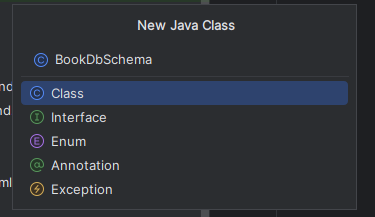 New Java Class
C BookDbSchema
C Class
I Interface
E Enum
@ Annotation
Exception